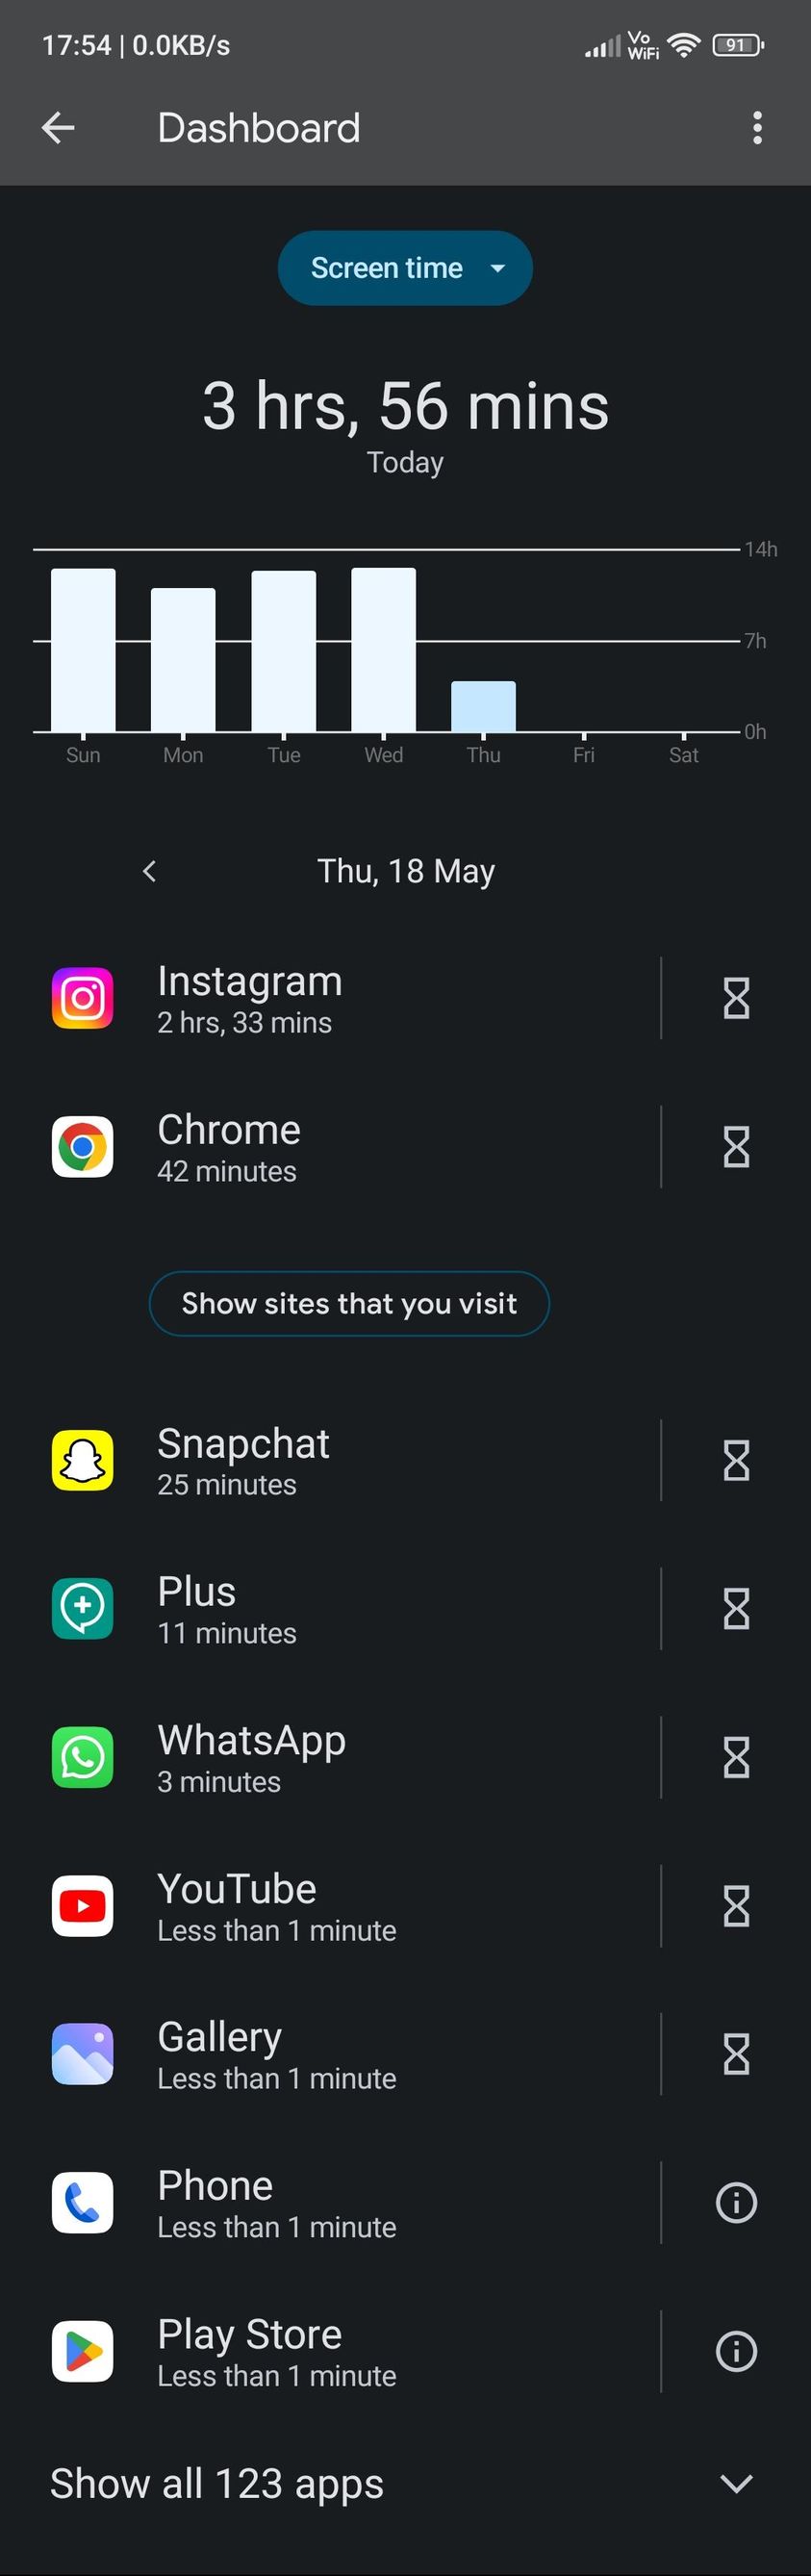 17:54 | 0.0KB/s
Vo
WiFi
91
Dashboard
Screen time
3 hrs, 56 mins
Today
14h
7h
0h
Sun Mon Tue Wed Thu Fri Sat
Thu, 18 May
Instagram
2 hrs, 33 mins
Chrome
42 minutes
Show sites that you visit
Snapchat
25 minutes
Plus
11 minutes
WhatsApp
3 minutes
YouTube
Less than 1 minute
Gallery
Less than 1 minute
Phone
Less than 1 minute
Play Store
Less than 1 minute
Show all 123 apps